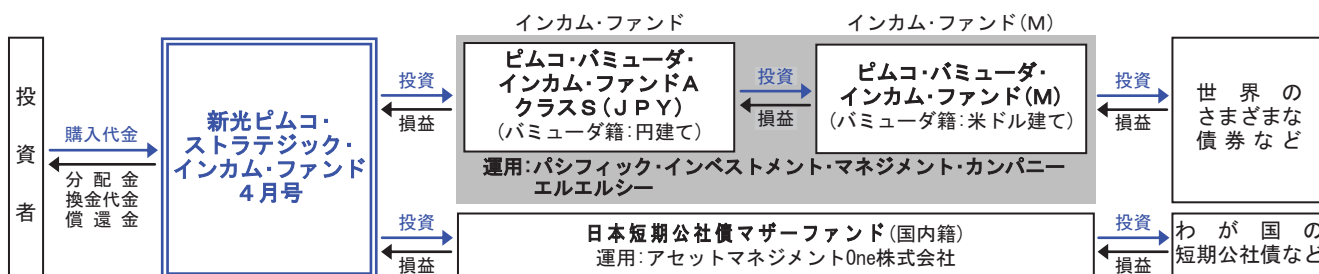 インカム・ファンド
インカム・ファンド(M)
投資者
購入代金
分配金
換金代金
償還金
新光ピムコ・
ストラテジック・
インカム・ファンド
4月号
投資
損益
ピムコ・バミューダ・
インカム・ファンドA
クラスS(JPY)
(バミューダ籍:円建て)
投資
損益
ピムコ・バミューダ・
インカム・ファンド(M)
(バミューダ籍:米ドル建て)
運用:パシフィック・インベストメント・マネジメント・カンパニー
エルエルシー
投資
損益
世界の
さまざまな
債券など
投資
損益
日本短期公社債マザーファンド(国内籍)
運用:アセットマネジメントOne株式会社
投資
損益
わが国の
短期公社債など